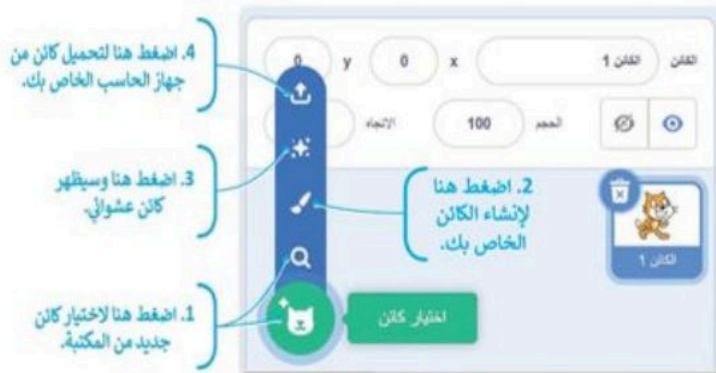 4. اضغط هنا لتحميل كائن من
جهاز الحاسب الخاص بك.
3. اضغط هنا وسيظهر
كائن عشوائي.
1. اضغط هنا لاختيار كائن
جديد من المكتبة.
2. اضغط هنا
لإنشاء الكائن
الخاص بك.
الكائن الكائن 1 x 0 y 0
الحجم 100 الاتجاه
الكائن 1
اختيار كائن